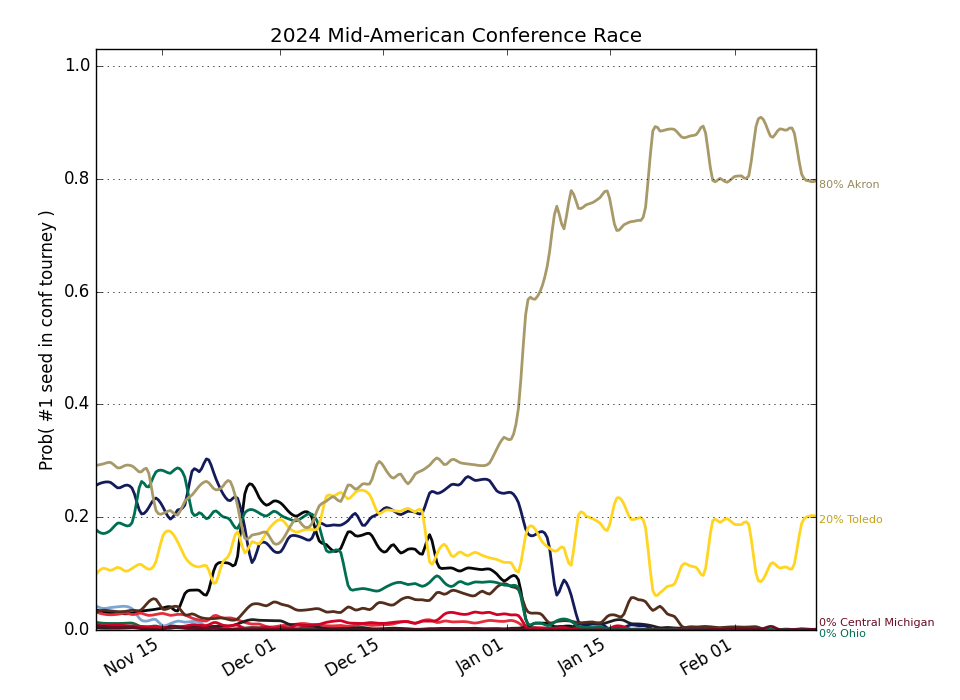 2024 Mid-American Conference Race
Prob( #1 seed in conf tourney )
1.0
0.8
0.6
0.4
0.2
0.0
80% Akron
20% Toledo
0% Central Michigan
0% Ohio
Nov 15
Dec 01
Dec 15
Jan 01
Jan 15
Feb 01